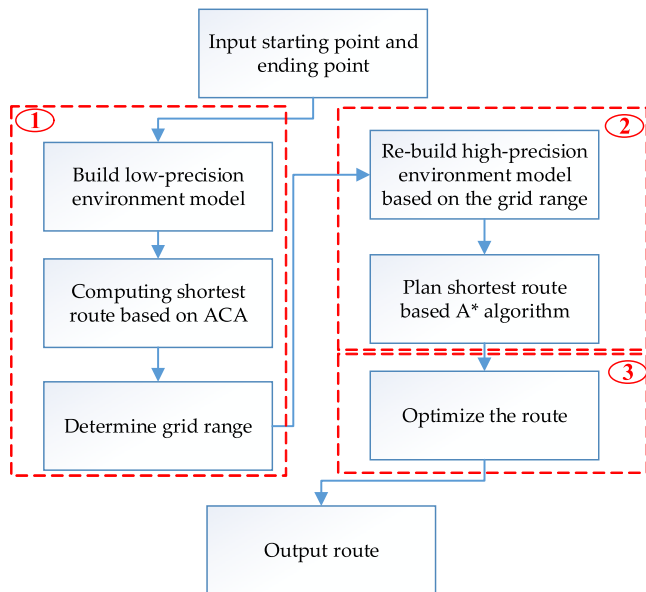 Input starting point and
ending point
1
Build low-precision
environment model
Computing shortest
route based on ACA
Determine grid range
2
Re-build high-precision
environment model
based on the grid range
Plan shortest route
based A* algorithm
3
Optimize the route
Output route